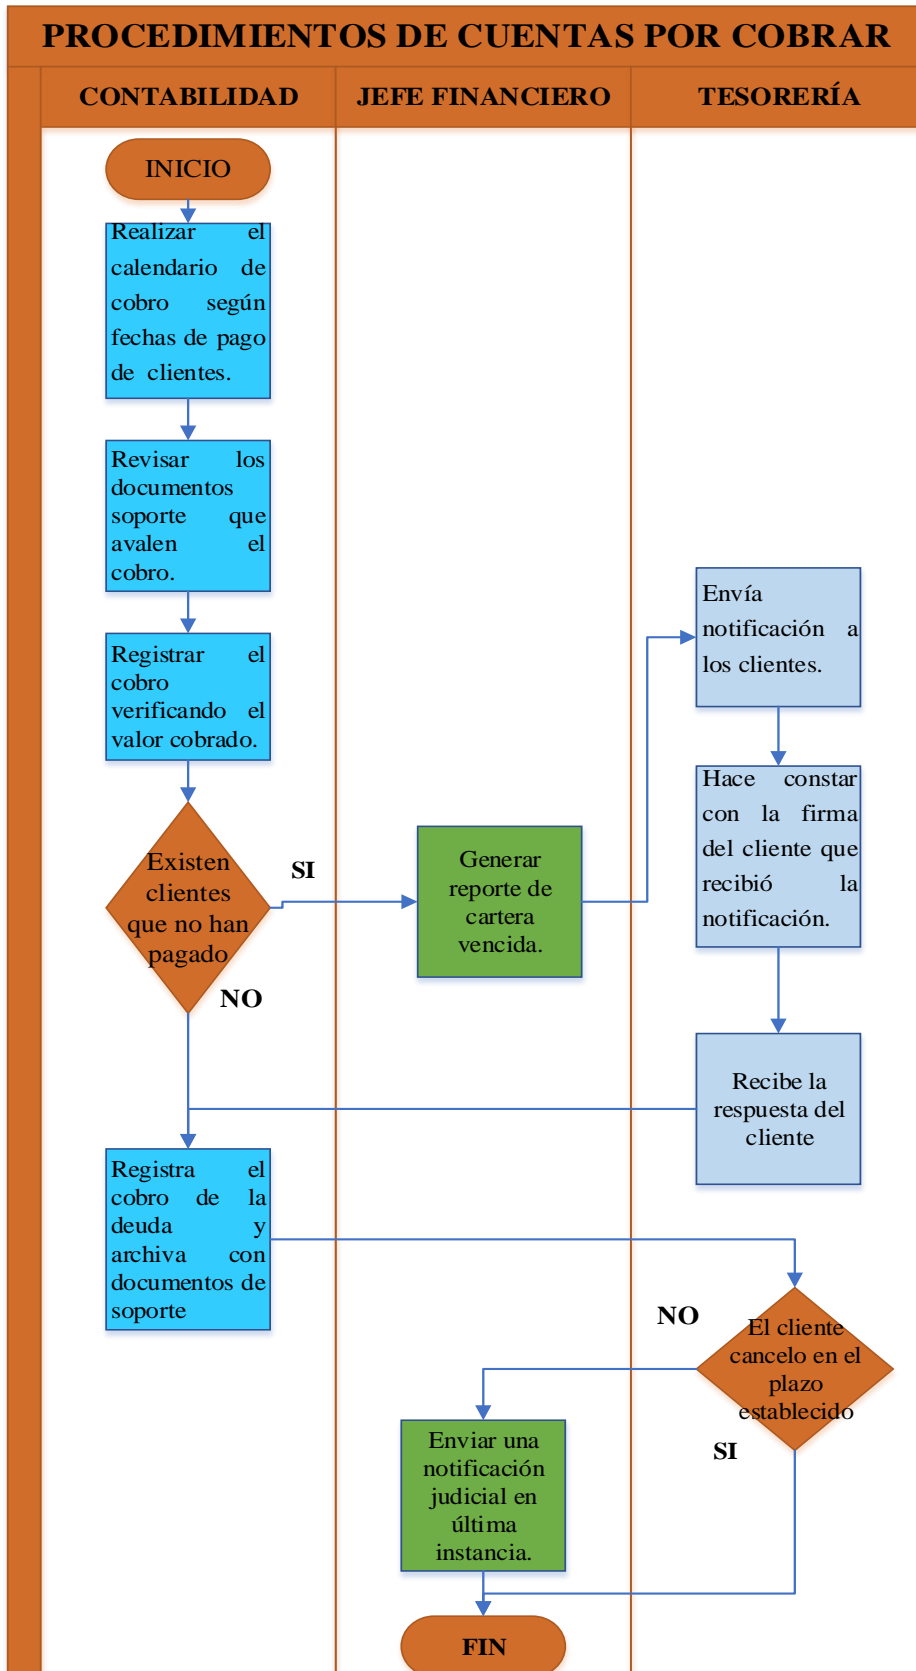 PROCEDIMIENTOS DE CUENTAS POR COBRAR
CONTABILIDAD
JEFE FINANCIERO
TESORERÍA
INICIO
Realizar el
calendario de
cobro según
fechas de pago
de clientes.
Revisar los
documentos
soporte que
avalen el
cobro.
Registrar el
cobro
verificando el
valor cobrado.
Existen
clientes
que no han
pagado
SI
NO
Generar
reporte de
cartera
vencida.
Envía
notificación a
los clientes.
Hace constar
con la firma
del cliente que
recibió la
notificación.
Recibe la
respuesta del
cliente
Registra el
cobro de la
deuda y
archiva con
documentos de
soporte
El cliente
cancelo en el
plazo
establecido
NO
SI
Enviar una
notificación
judicial en
última
instancia.
FIN